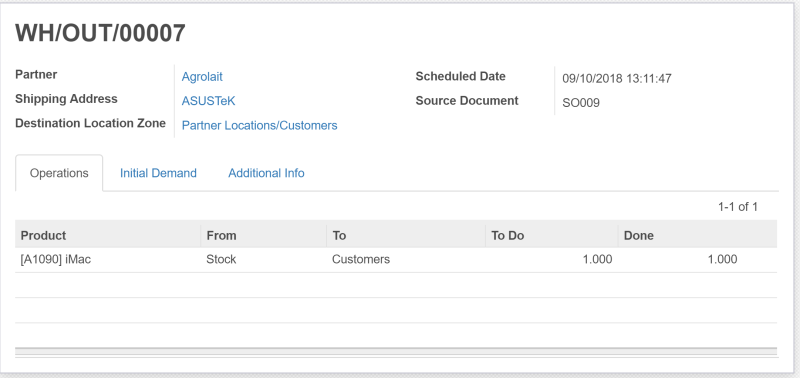 WH/OUT/00007
Partner Agrolait Scheduled Date 09/10/2018 13:11:47
Shipping Address ASUSTeK Source Document SO009
Destination Location Zone Partner Locations/Customers
Operations Initial Demand Additional Info
1-1 of 1
Product From To To Do Done
[A1090] iMac Stock Customers 1.000 1.000